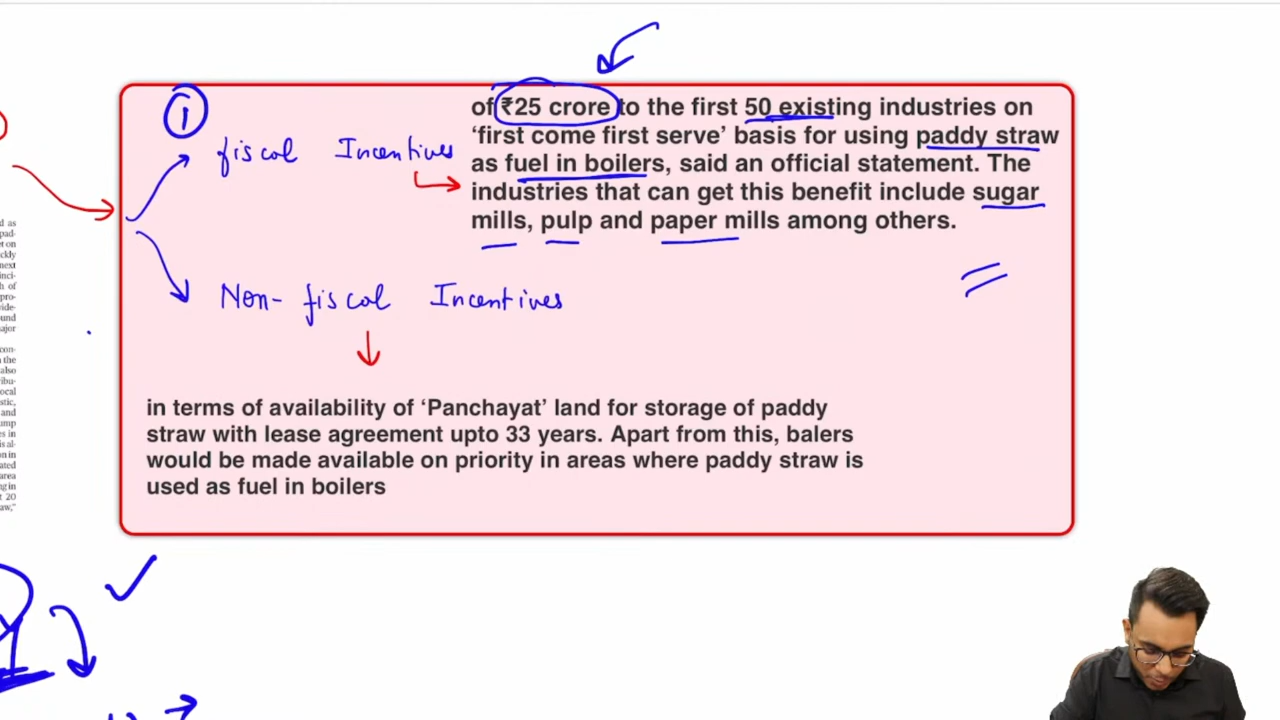 1
fiscal Incentives
of ₹25 crore to the first 50 existing industries on
‘first come first serve’ basis for using paddy straw
as fuel in boilers, said an official statement. The
industries that can get this benefit include sugar
mills, pulp and paper mills among others.
Non-fiscal Incentives
in terms of availability of ‘Panchayat’ land for storage of paddy
straw with lease agreement upto 33 years. Apart from this, balers
would be made available on priority in areas where paddy straw is
used as fuel in boilers